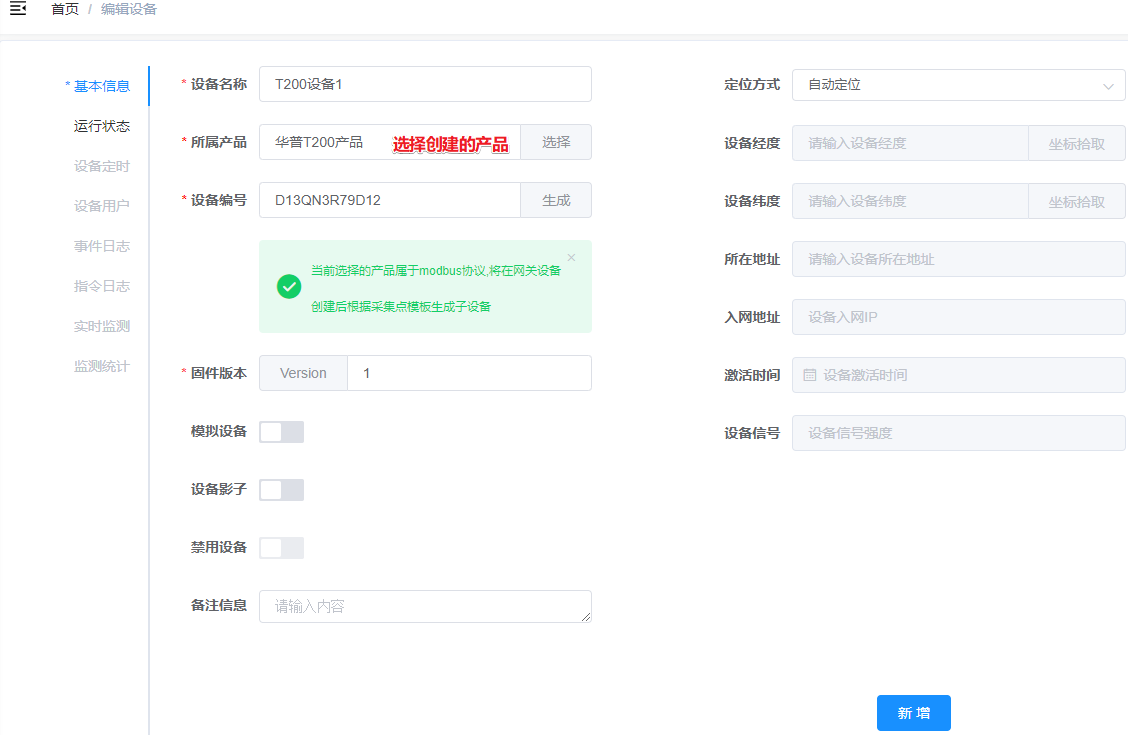 首页 / 编辑设备
* 基本信息
运行状态
设备定时
设备用户
事件日志
指令日志
实时监测
监测统计
* 设备名称 T200设备1
* 所属产品 华普T200产品 选择创建的产品 选择
* 设备编号 D13QN3R79D12 生成
当前选择的产品属于modbus协议,将在网关设备
创建后根据采集点模板生成子设备
* 固件版本 Version 1
模拟设备
设备影子
禁用设备
备注信息 请输入内容
定位方式 自动定位
设备经度 请输入设备经度 坐标拾取
设备纬度 请输入设备纬度 坐标拾取
所在地址 请输入设备所在地址
入网地址 设备入网IP
激活时间 设备激活时间
设备信号 设备信号强度
新 增